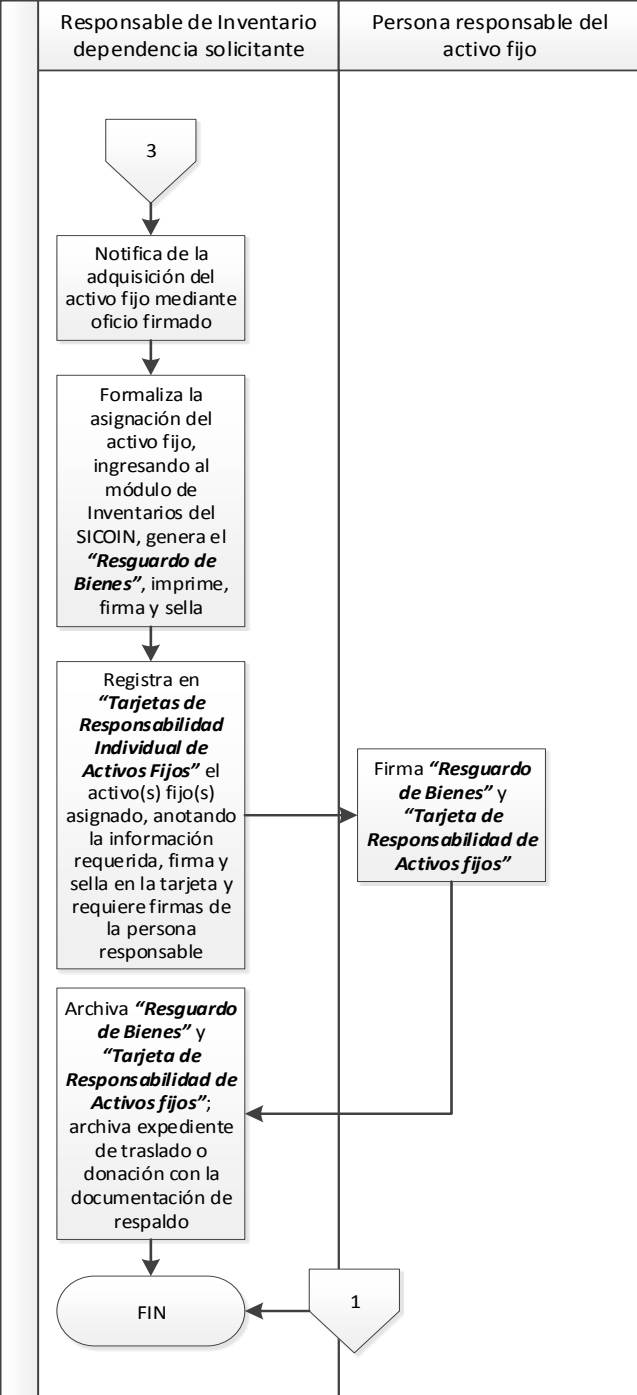 Responsable de Inventario
dependencia solicitante
Persona responsable del
activo fijo
3
Notifica de la
adquisición del
activo fijo mediante
oficio firmado
Formaliza la
asignación del
activo fijo,
ingresando al
módulo de
Inventarios del
SICOIN, genera el
“Resguardo de
Bienes”, imprime,
firma y sella
Registra en
“Tarjetas de
Responsabilidad
Individual de
Activos Fijos” el
activo(s) fijo(s)
asignado, anotando
la información
requerida, firma y
sella en la tarjeta y
requiere firmas de
la persona
responsable
Firma “Resguardo
de Bienes” y
“Tarjeta de
Responsabilidad de
Activos fijos”
Archiva “Resguardo
de Bienes” y
“Tarjeta de
Responsabilidad de
Activos fijos”;
archiva expediente
de traslado o
donación con la
documentación de
respaldo
FIN
1